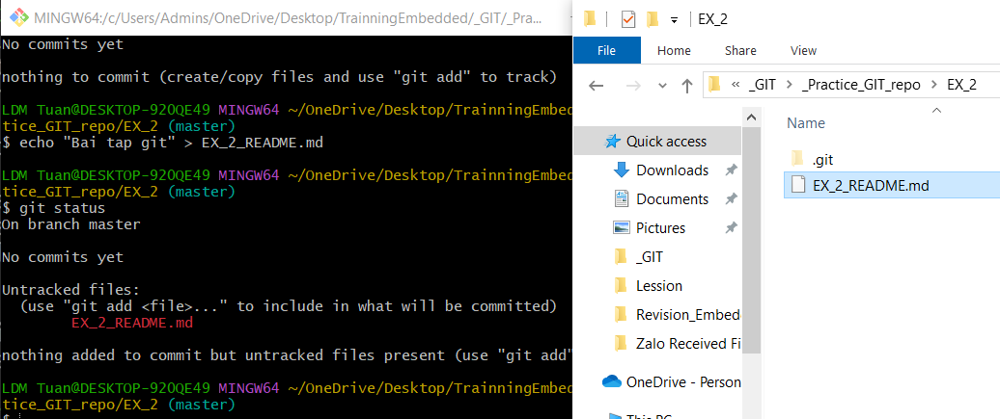 MINGW64:/c/Users/Admins/OneDrive/Desktop/TrainningEmbedded/_GIT/_Pra...
No commits yet
nothing to commit (create/copy files and use "git add" to track)
LDM Tuan@DESKTOP-92OQE49 MINGW64 ~/OneDrive/Desktop/TrainningEmbed
tice_GIT_repo/EX_2 (master)
$ echo "Bai tap git" > EX_2_README.md
LDM Tuan@DESKTOP-92OQE49 MINGW64 ~/OneDrive/Desktop/TrainningEmbed
tice_GIT_repo/EX_2 (master)
$ git status
On branch master
No commits yet
Untracked files:
(use "git add <file>..." to include in what will be committed)
EX_2_README.md
nothing added to commit but untracked files present (use "git add"
LDM Tuan@DESKTOP-92OQE49 MINGW64 ~/OneDrive/Desktop/TrainningEmbed
tice_GIT_repo/EX_2 (master)
$
EX_2
File Home Share View
« _GIT > _Practice_GIT_repo > EX_2
Quick access
Downloads
Documents
Pictures
_GIT
Lession
Revision_Embed
Zalo Received Fi
OneDrive - Person
This PC
Name
.git
EX_2_README.md